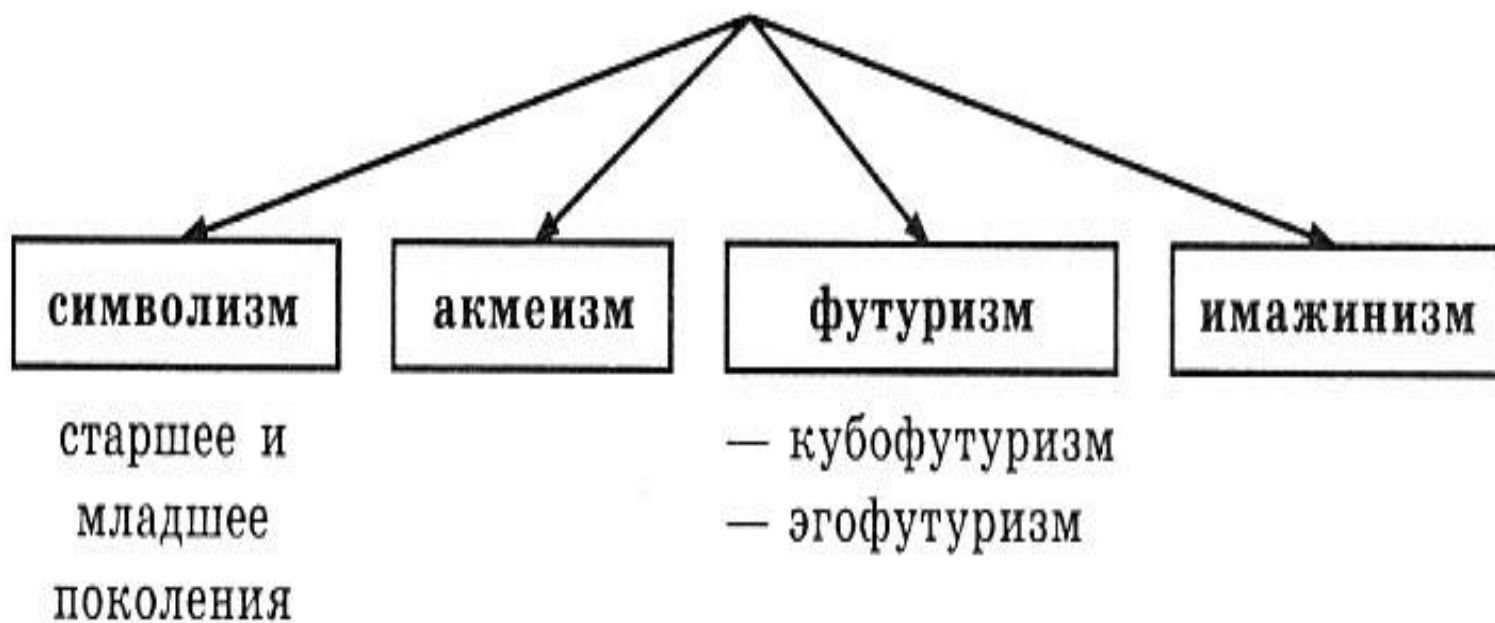 символизм
акмеизм
футуризм
имажинизм
старшее и
младшее
поколения
— кубофутуризм
— эгофутуризм